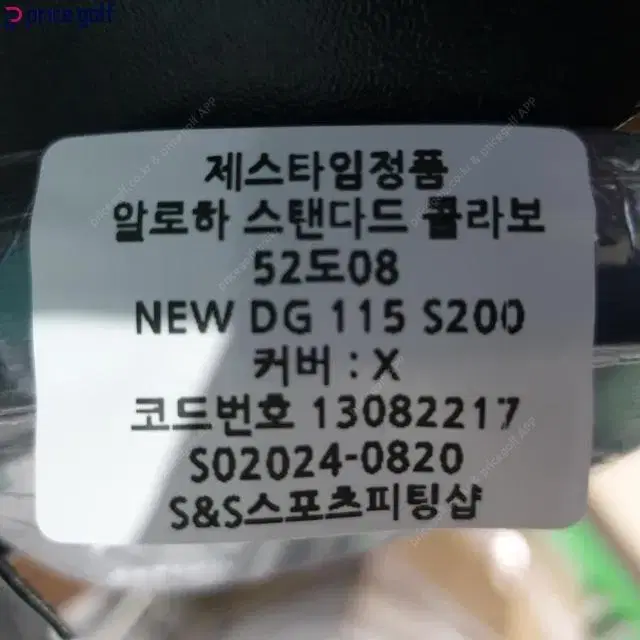 price golf
제스타임정품
알로하 스탠다드 콜라보
52도08
NEW DG 115 S200
커버 : X
코드번호 13082217
S02024-0820
S&S스포츠피팅샵